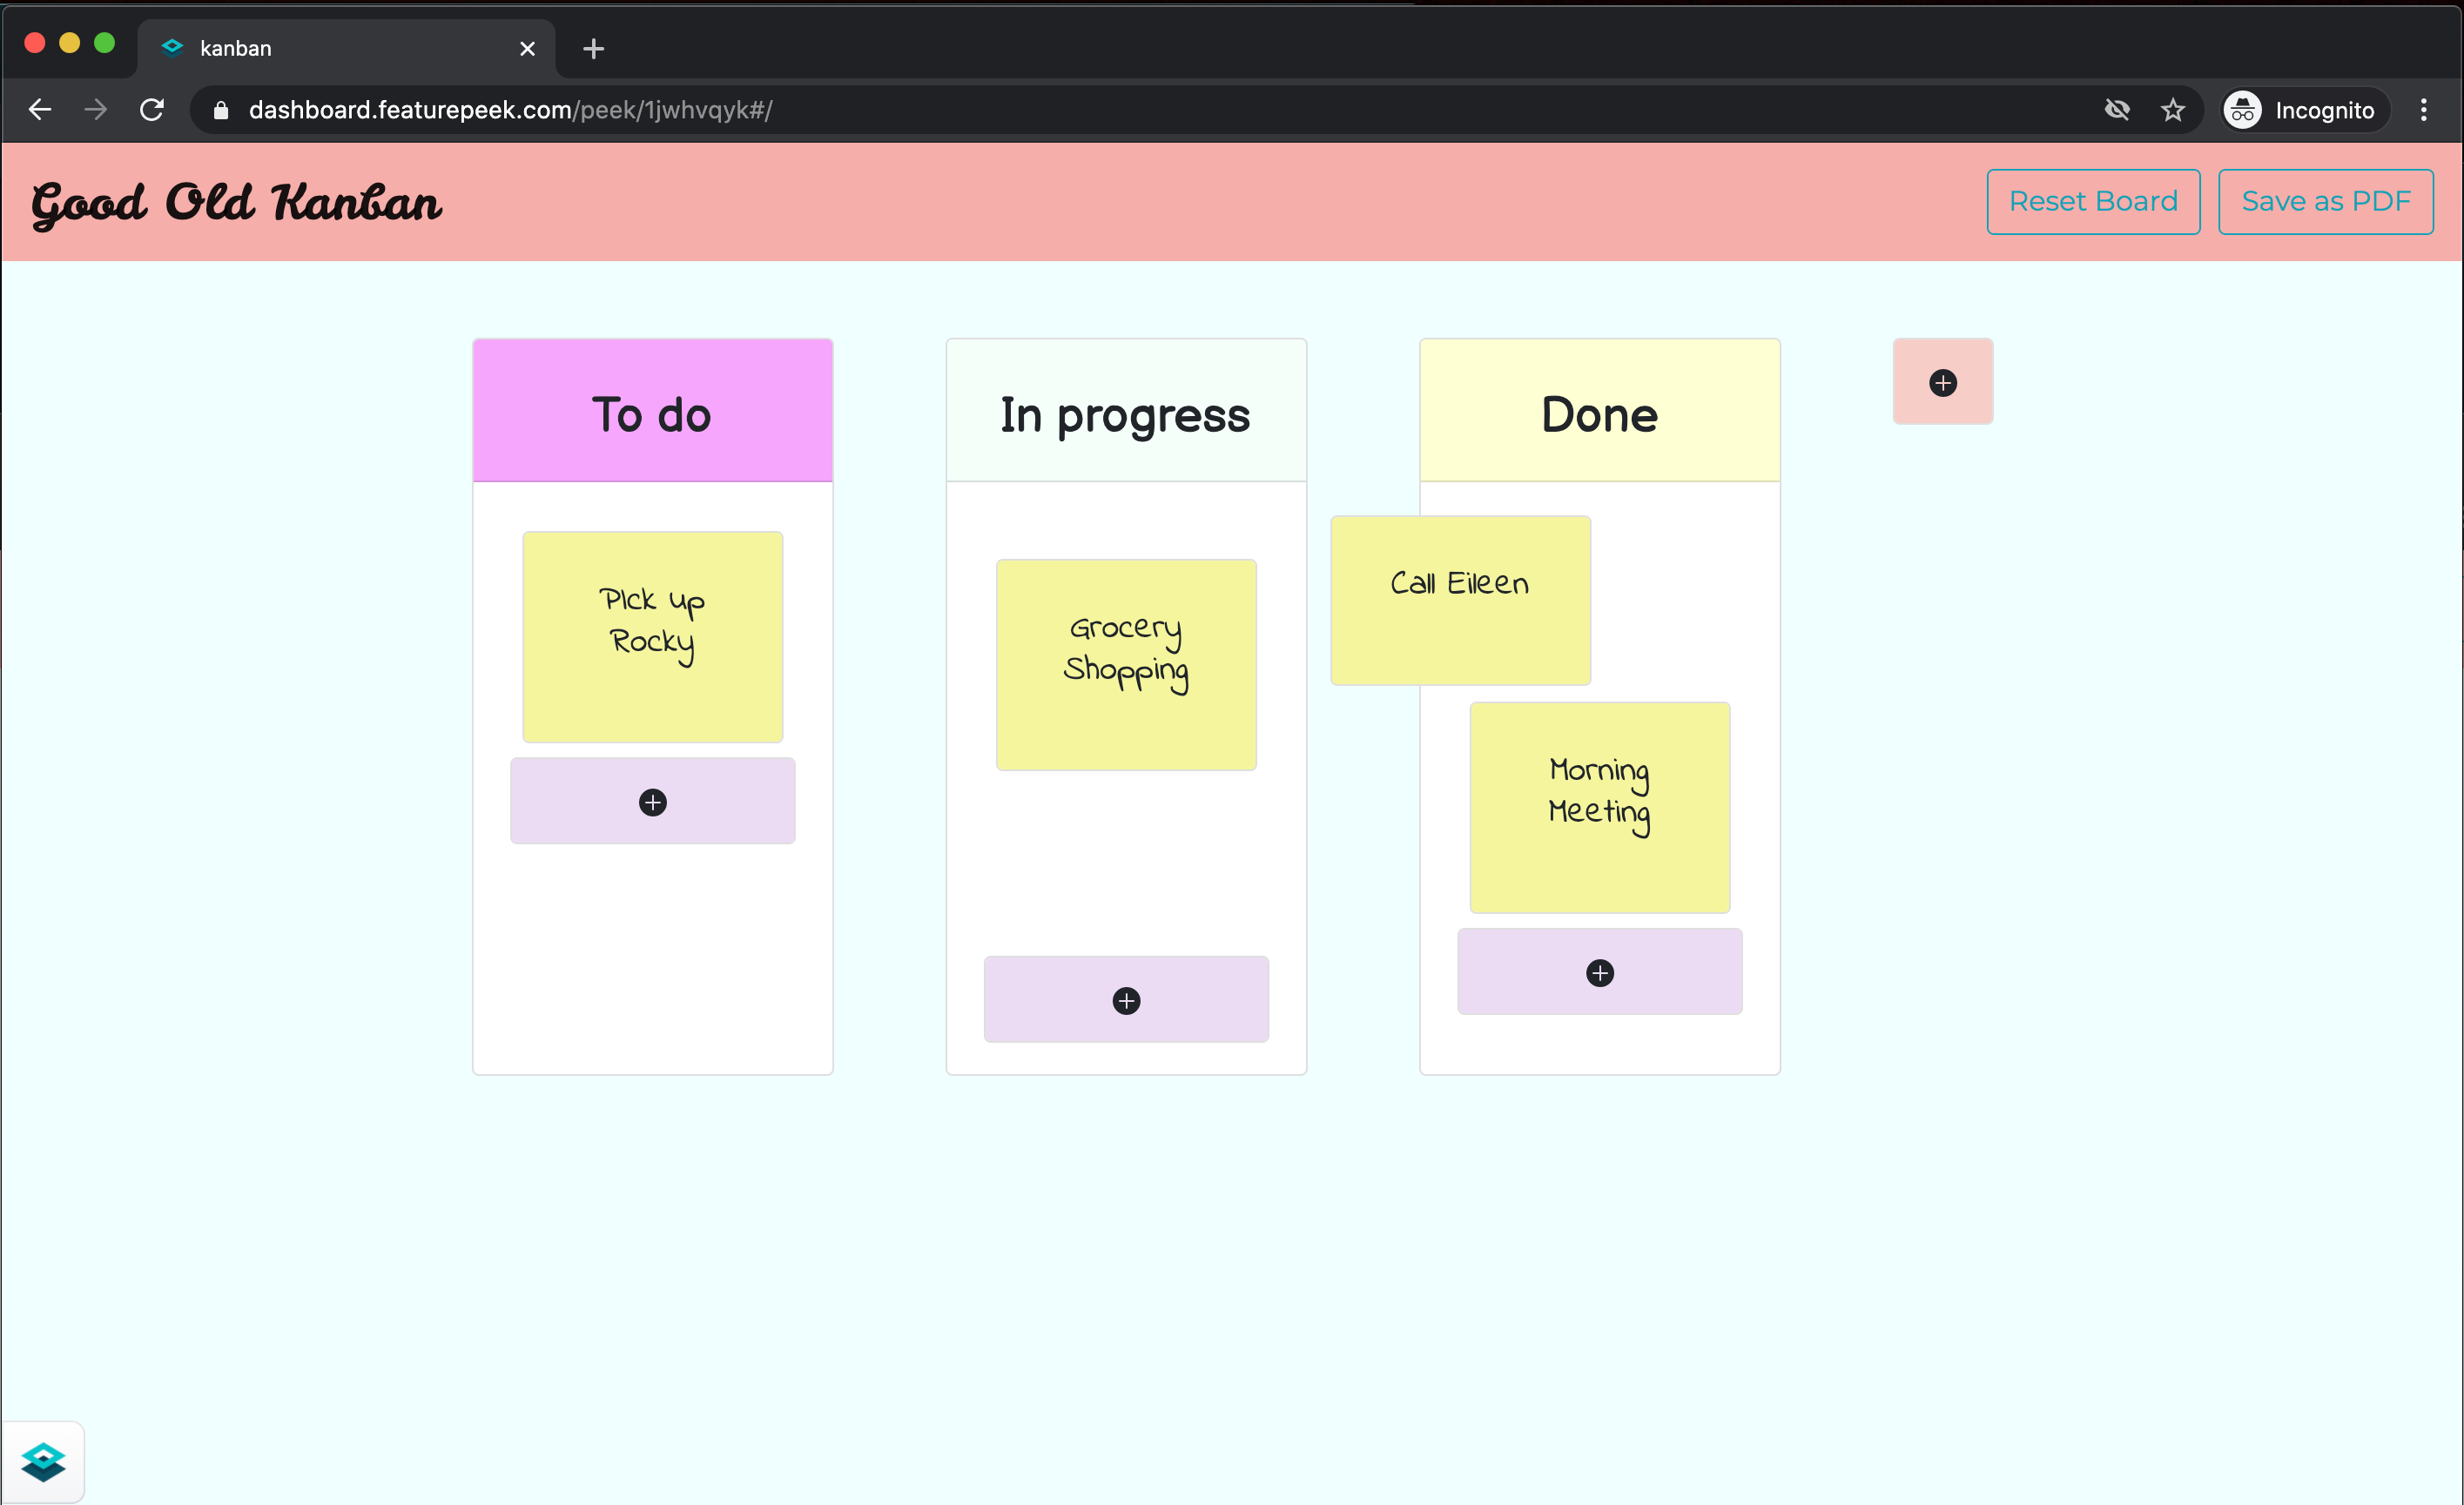 kanban
dashboard.featurepeek.com/peek/1jwhvqyk#/
Incognito
Good Old Kanban
Reset Board
Save as PDF
To do
In progress
Done
PIck up
Rocky
Grocery
Shopping
Call Eileen
Morning
Meeting